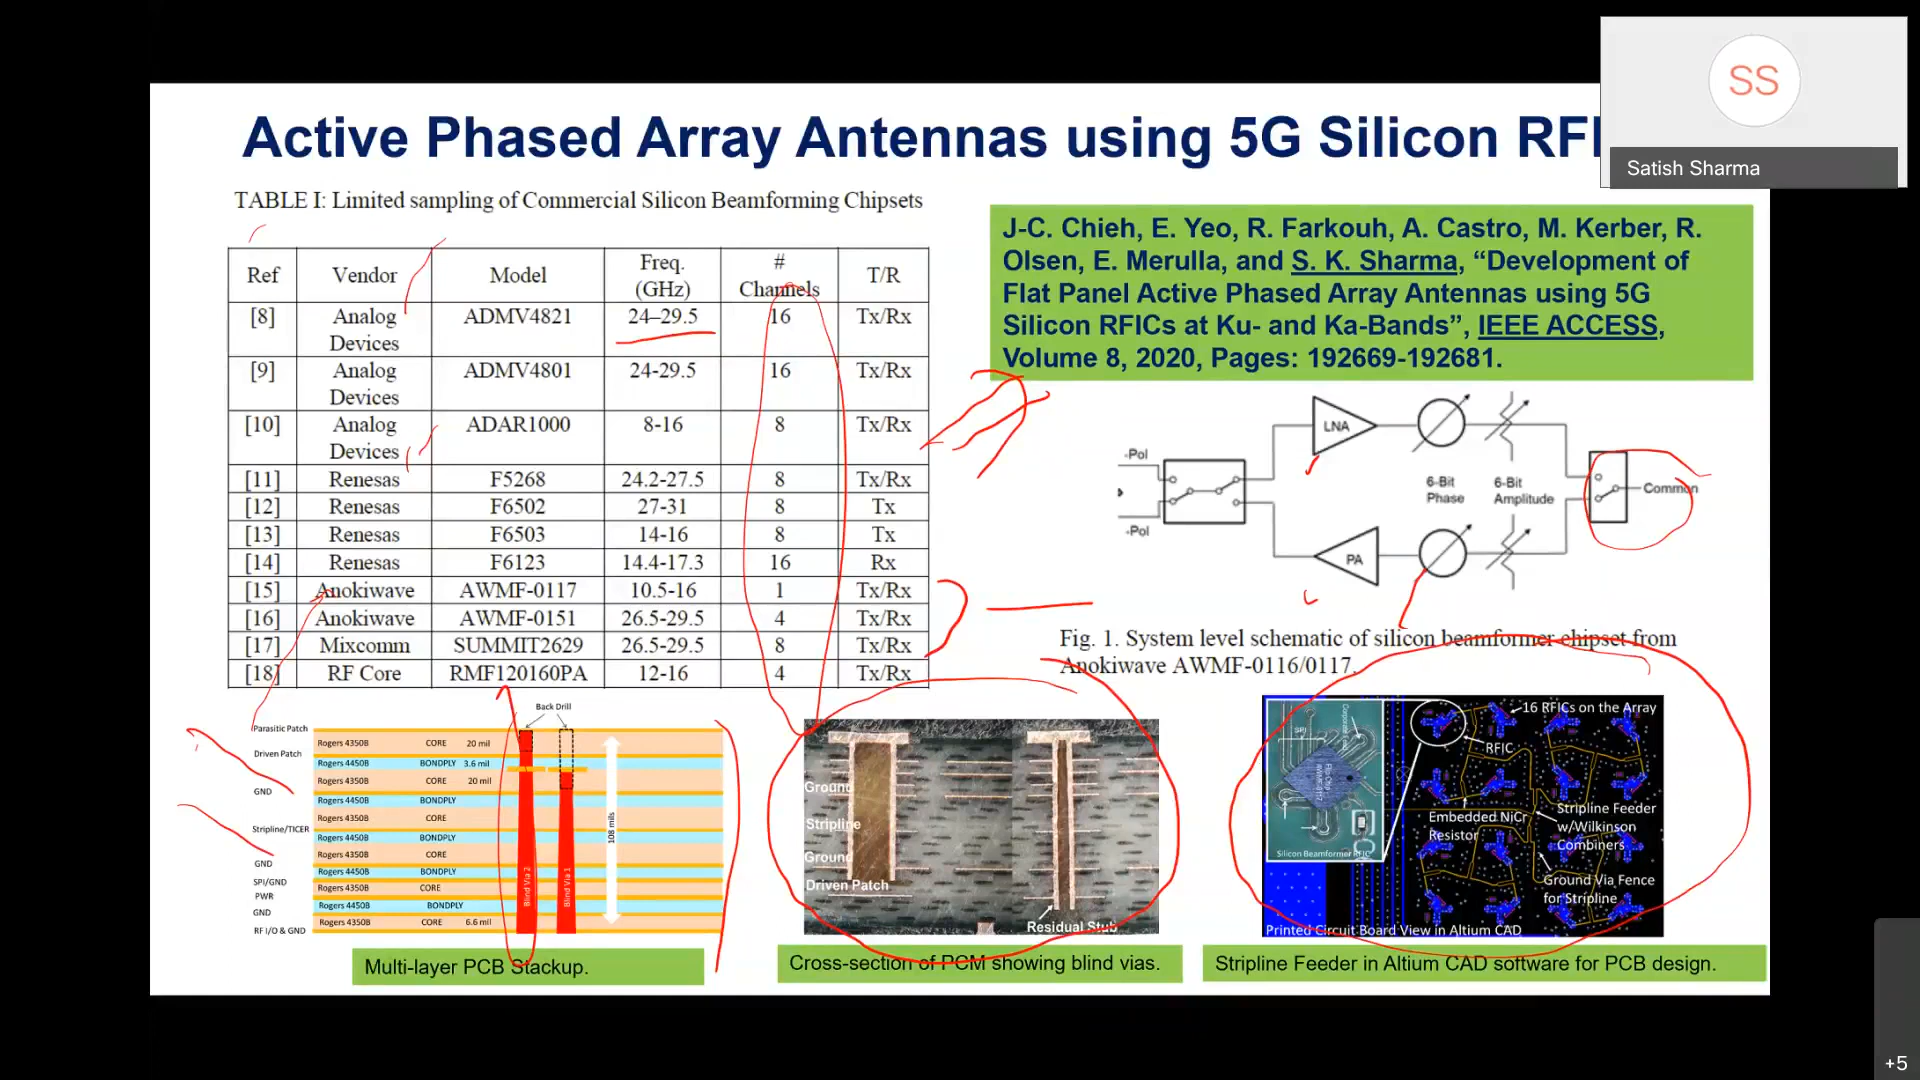 Active Phased Array Antennas using 5G Silicon RFI
SS
Satish Sharma
TABLE I: Limited sampling of Commercial Silicon Beamforming Chipsets
Ref Vendor Model Freq. (GHz) # Channels T/R
[8] Analog Devices ADMV4821 24–29.5 16 Tx/Rx
[9] Analog Devices ADMV4801 24-29.5 16 Tx/Rx
[10] Analog Devices ADAR1000 8-16 8 Tx/Rx
[11] Renesas F5268 24.2-27.5 8 Tx/Rx
[12] Renesas F6502 27-31 8 Tx
[13] Renesas F6503 14-16 8 Tx
[14] Renesas F6123 14.4-17.3 16 Rx
[15] Anokiwave AWMF-0117 10.5-16 1 Tx/Rx
[16] Anokiwave AWMF-0151 26.5-29.5 4 Tx/Rx
[17] Mixcomm SUMMIT2629 26.5-29.5 8 Tx/Rx
[18] RF Core RMF120160PA 12-16 4 Tx/Rx
J-C. Chieh, E. Yeo, R. Farkouh, A. Castro, M. Kerber, R.
Olsen, E. Merulla, and S. K. Sharma, “Development of
Flat Panel Active Phased Array Antennas using 5G
Silicon RFICs at Ku- and Ka-Bands”, IEEE ACCESS,
Volume 8, 2020, Pages: 192669-192681.
LNA
-Pol
6-Bit Phase
6-Bit Amplitude
Common
-Pol
PA
Fig. 1. System level schematic of silicon beamformer chipset from
Anokiwave AWMF-0116/0117.
Back Drill
Parasitic Patch
Rogers 4350B CORE 20 mil
Driven Patch
Rogers 4450B BONDPLY 3.6 mil
Rogers 4350B CORE 20 mil
GND
Rogers 4450B BONDPLY
Rogers 4350B CORE
Stripline/TICER
Rogers 4450B BONDPLY
Rogers 4350B CORE
GND
Rogers 4450B BONDPLY
SPI/GND
Rogers 4350B CORE
PWR
Rogers 4450B BONDPLY
GND
Rogers 4350B CORE 6.6 mil
RF I/O & GND
Blind Via 2
Blind Via 1
108 mils
Multi-layer PCB Stackup.
Ground
Stripline
Ground
Driven Patch
Residual Stub
Cross-section of PCM showing blind vias.
SPI
Corporate Feed
Silicon Beamformer RFIC
16 RFICs on the Array
RFIC
Embedded NiCr
Resistor
Stripline Feeder
w/Wilkinson
Combiners
Ground Via Fence
for Stripline
Printed Circuit Board View in Altium CAD
Stripline Feeder in Altium CAD software for PCB design.
+5